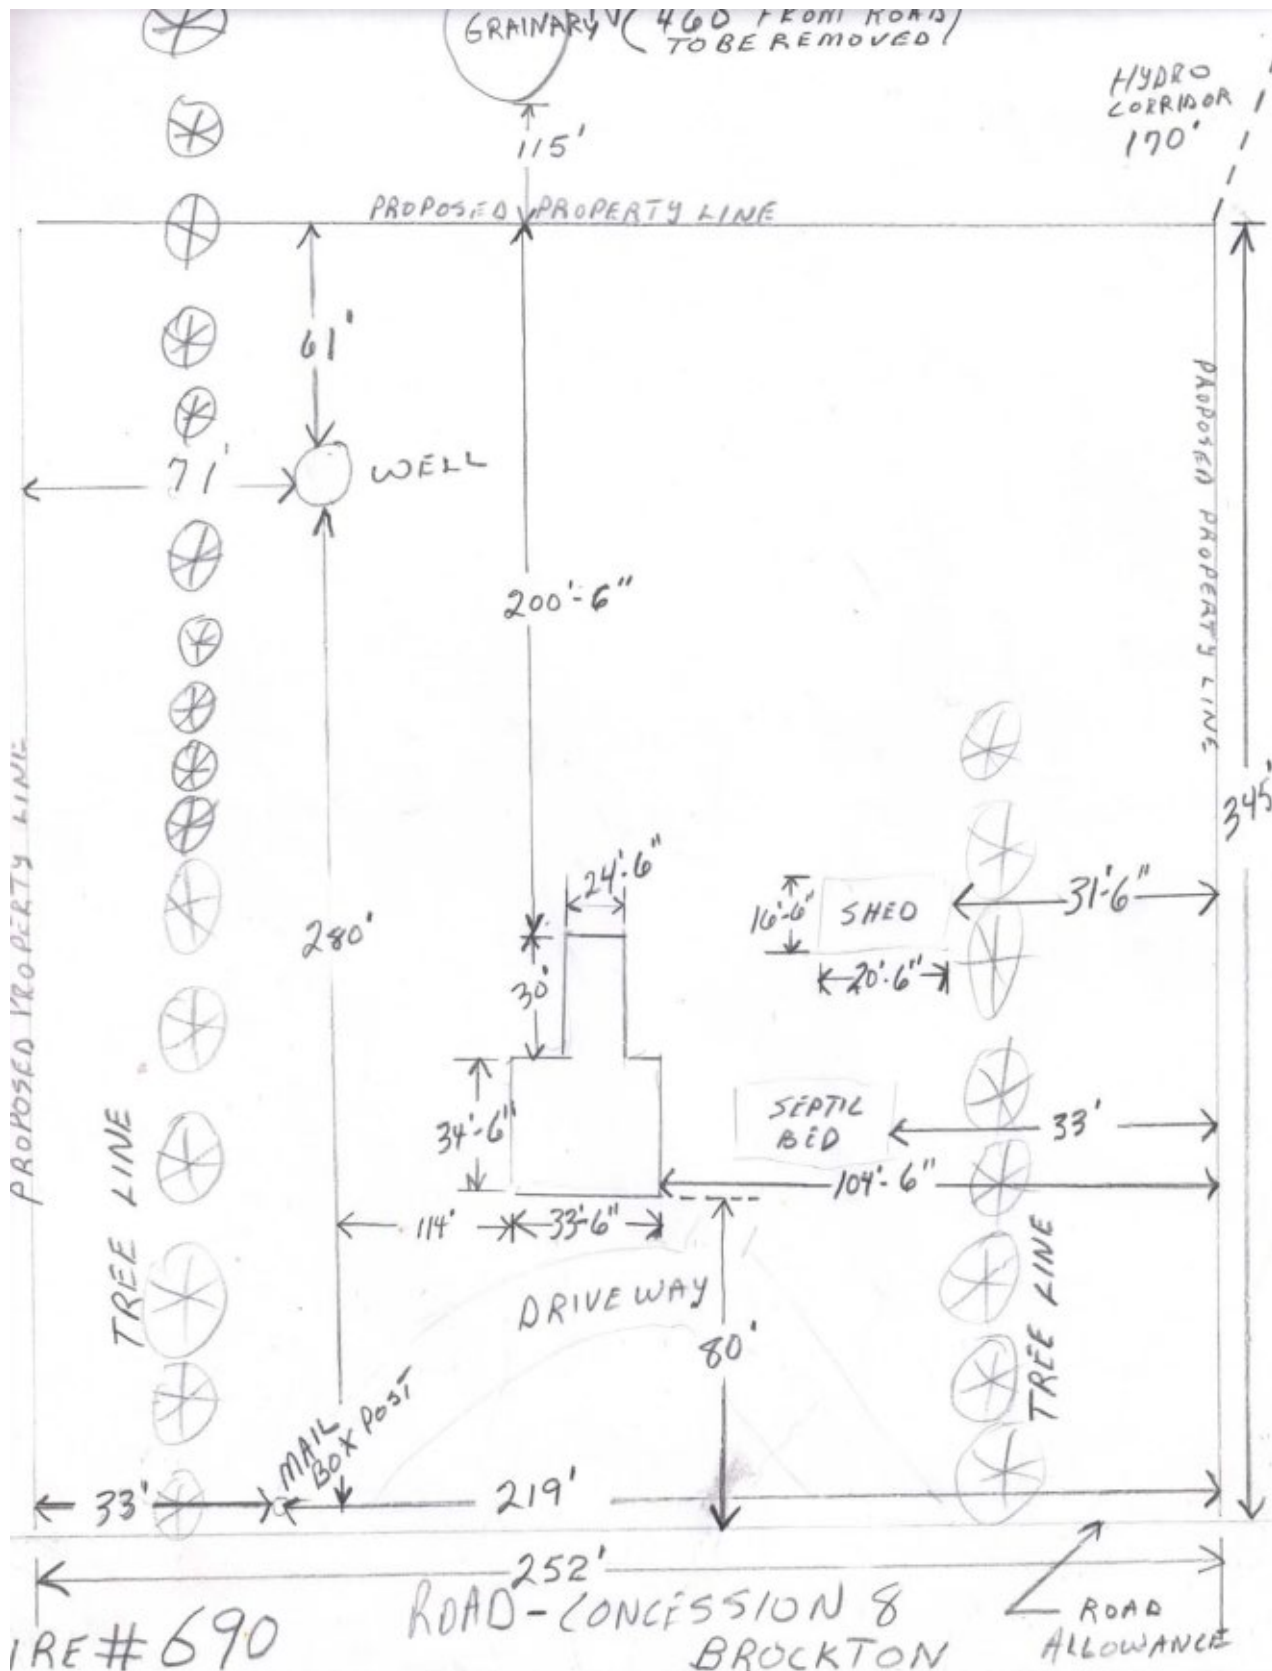 GRAINARY (460 FROM ROAD)
TO BE REMOVED
HYDRO
CORRIDOR
170'
115'
PROPOSED PROPERTY LINE
61'
71'
WELL
PROPOSED PROPERTY LINE
200'-6"
PROPOSED PROPERTY LINE
345'
24'-6"
16'-6"
SHED
31'-6"
280'
30'
20'-6"
34'-6"
SEPTIC
BED
33'
104'-6"
TREE LINE
114'
33'-6"
DRIVEWAY
80'
TREE LINE
MAIL
BOX POST
33'
219'
252'
ROAD-CONCESSION 8
BROCKTON
ROAD
ALLOWANCE
IRE# 690